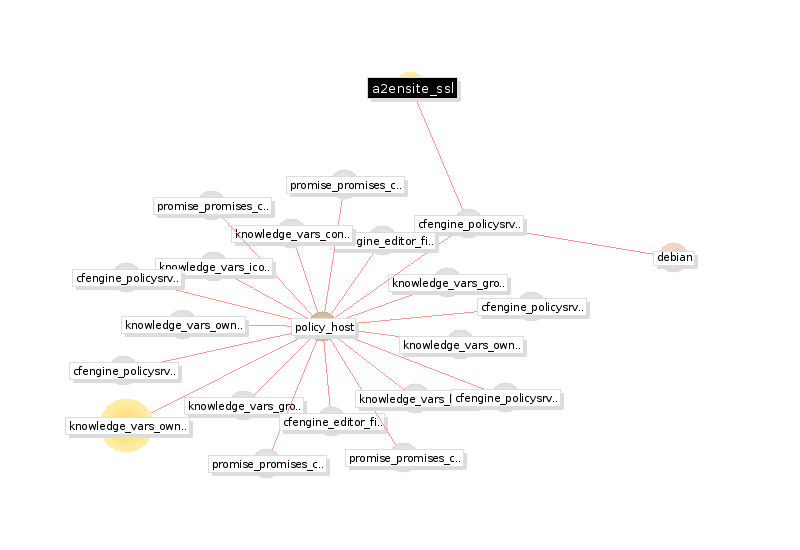 a2ensite_ssl
promise_promises_c..
promise_promises_c..
cfengine_policysrv..
knowledge_vars_con..
gine_editor_fi..
debian
knowledge_vars_ico..
cfengine_policysrv..
knowledge_vars_gro..
cfengine_policysrv..
knowledge_vars_own..
policy_host
knowledge_vars_own..
cfengine_policysrv..
knowledge_vars_l
cfengine_policysrv..
knowledge_vars_gro..
cfengine_editor_fi..
knowledge_vars_own..
promise_promises_c..
promise_promises_c..